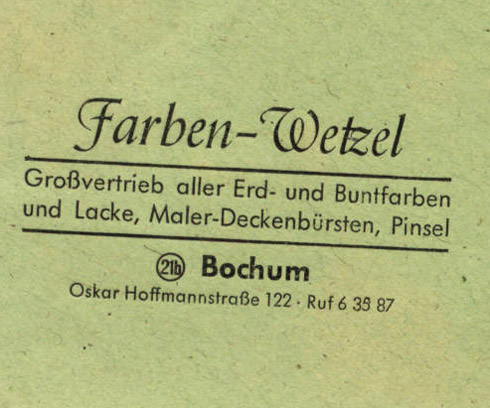 Farben-Wetzel
Großvertrieb aller Erd- und Buntfarben
und Lacke, Maler-Deckenbürsten, Pinsel
21b Bochum
Oskar Hoffmannstraße 122 · Ruf 6 35 87